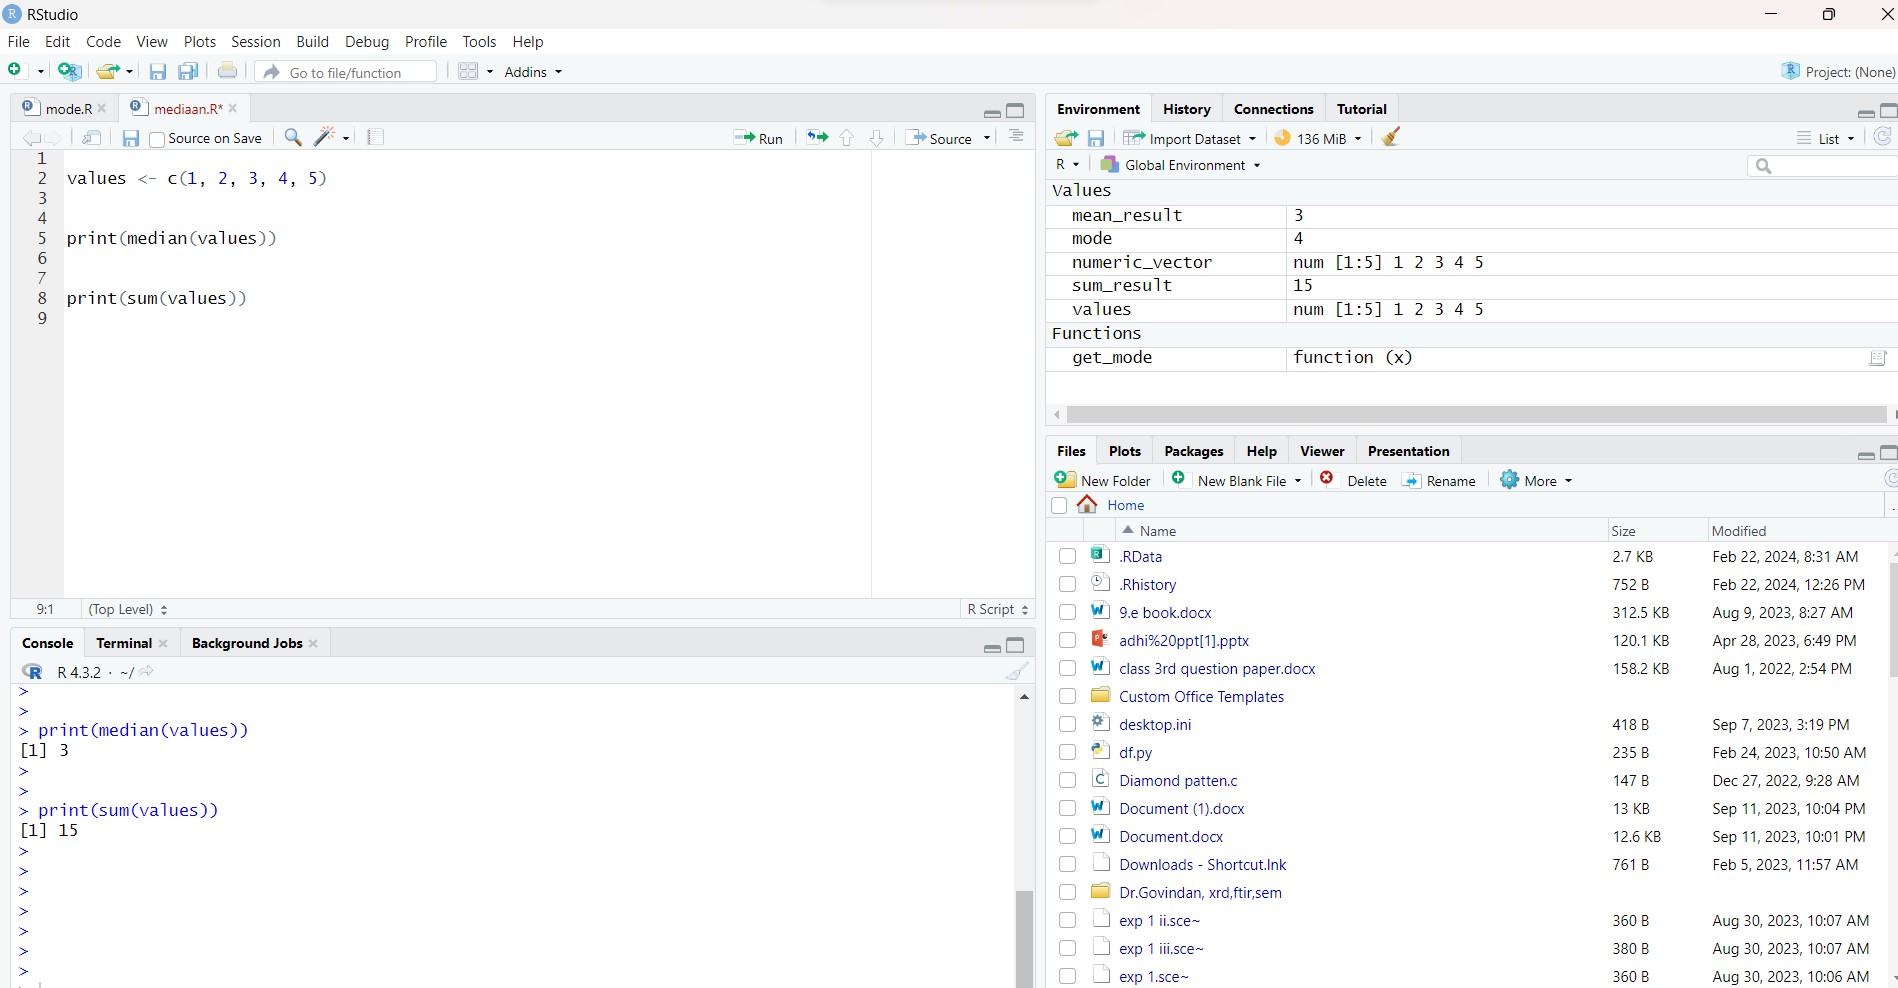 RStudio
File Edit Code View Plots Session Build Debug Profile Tools Help
Go to file/function Addins Project: (None)
mode.R mediaan.R*
Source on Save Run Source
1
2 values <- c(1, 2, 3, 4, 5)
3
4
5 print(median(values))
6
7
8 print(sum(values))
9
9:1 (Top Level) R Script
Console Terminal Background Jobs
R 4.3.2 · ~/
>
>
> print(median(values))
[1] 3
>
>
> print(sum(values))
[1] 15
>
>
>
>
>
>
>
Environment History Connections Tutorial
Import Dataset 136 MiB List
R Global Environment
Values
mean_result 3
mode 4
numeric_vector num [1:5] 1 2 3 4 5
sum_result 15
values num [1:5] 1 2 3 4 5
Functions
get_mode function (x)
Files Plots Packages Help Viewer Presentation
New Folder New Blank File Delete Rename More
Home
Name Size Modified
.RData 2.7 KB Feb 22, 2024, 8:31 AM
.Rhistory 752 B Feb 22, 2024, 12:26 PM
9.e book.docx 312.5 KB Aug 9, 2023, 8:27 AM
adhi%20ppt[1].pptx 120.1 KB Apr 28, 2023, 6:49 PM
class 3rd question paper.docx 158.2 KB Aug 1, 2022, 2:54 PM
Custom Office Templates
desktop.ini 418 B Sep 7, 2023, 3:19 PM
df.py 235 B Feb 24, 2023, 10:50 AM
Diamond patten.c 147 B Dec 27, 2022, 9:28 AM
Document (1).docx 13 KB Sep 11, 2023, 10:04 PM
Document.docx 12.6 KB Sep 11, 2023, 10:01 PM
Downloads - Shortcut.lnk 761 B Feb 5, 2023, 11:57 AM
Dr.Govindan, xrd,ftir,sem
exp 1 ii.sce~ 360 B Aug 30, 2023, 10:07 AM
exp 1 iii.sce~ 380 B Aug 30, 2023, 10:07 AM
exp 1.sce~ 360 B Aug 30, 2023, 10:06 AM